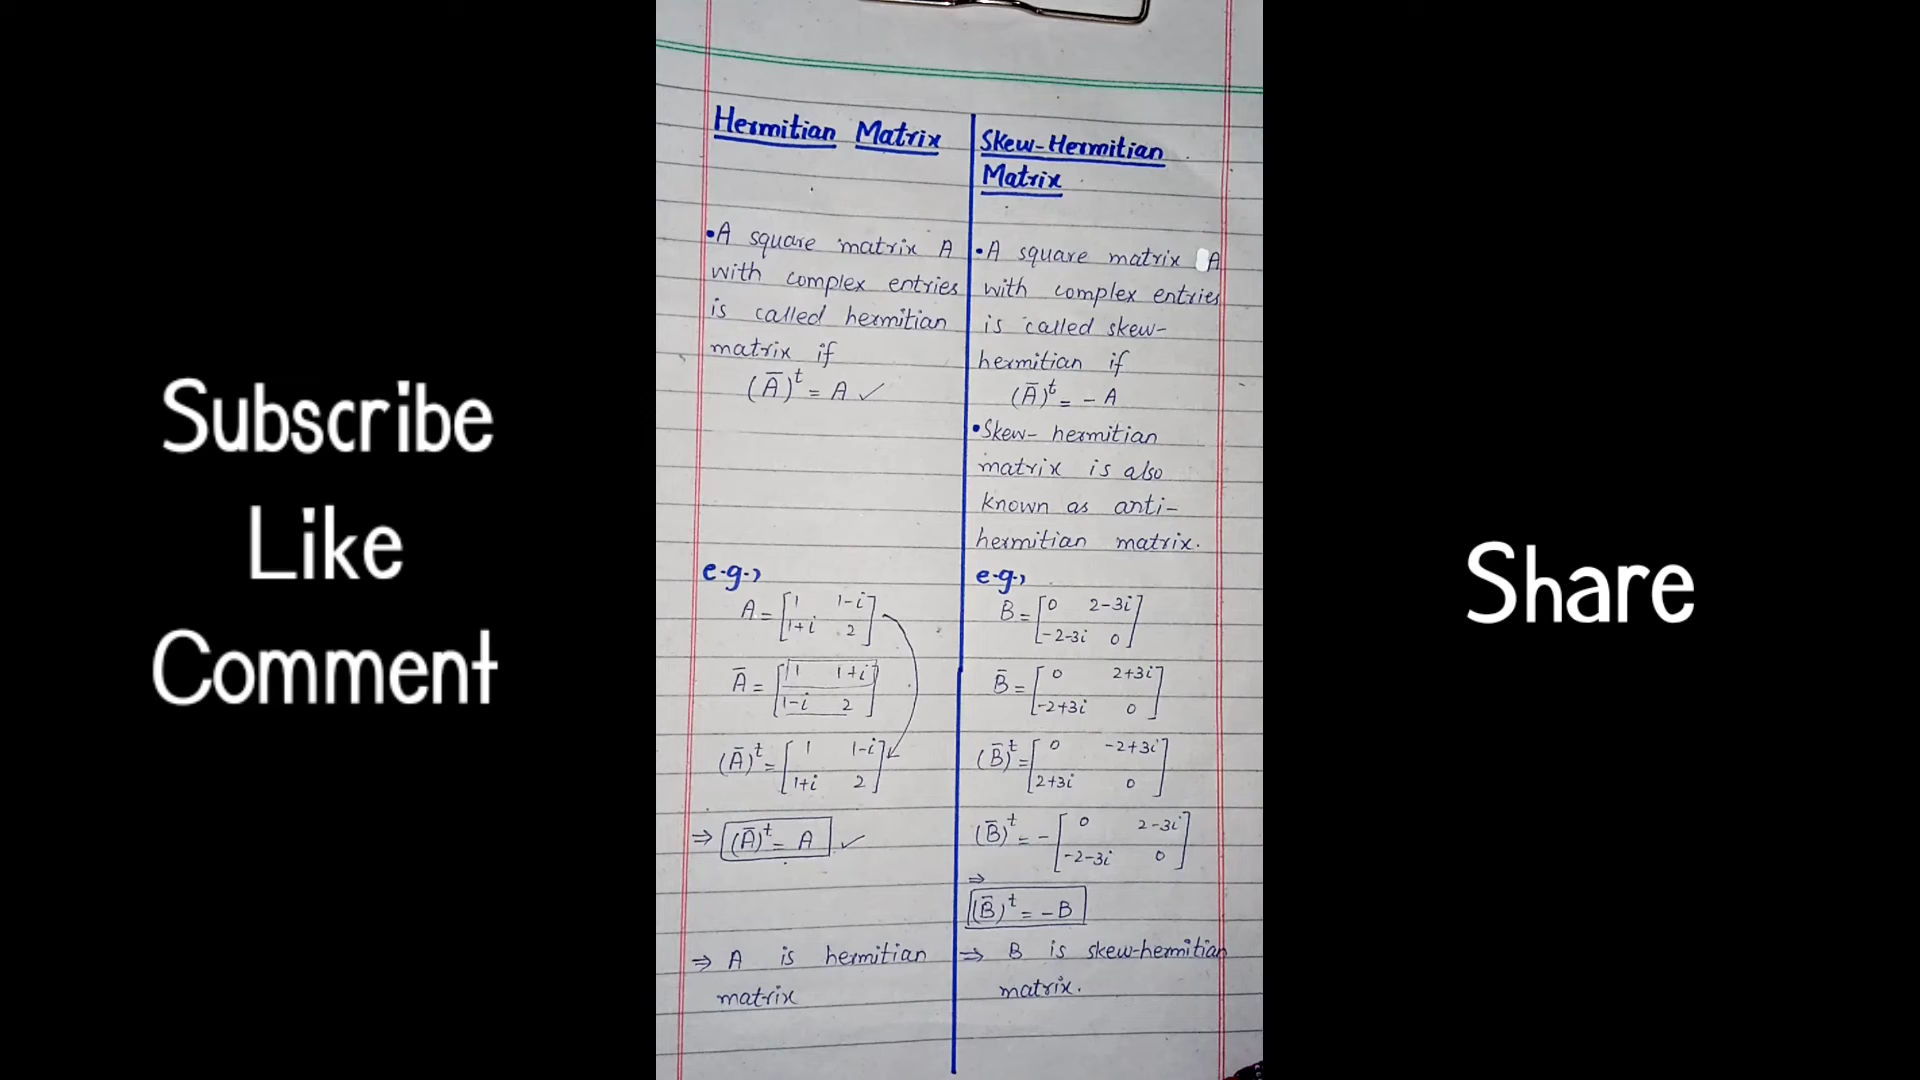 Subscribe
Like
Comment
Hermitian Matrix
•A square matrix A
with complex entries
is called hermitian
matrix if
(Ā)ᵗ = A ✓
e.g.,
A = [1 1-i
1+i 2]
Ā = [1 1+i
1-i 2]
(Ā)ᵗ = [1 1-i
1+i 2]
⇒ (Ā)ᵗ = A ✓
⇒ A is hermitian
matrix
Skew-Hermitian
Matrix
•A square matrix A
with complex entries
is called skew-
hermitian if
(Ā)ᵗ = - A
•Skew- hermitian
matrix is also
known as anti-
hermitian matrix.
e.g.,
B = [0 2-3i
-2-3i 0]
B̄ = [0 2+3i
-2+3i 0]
(B̄)ᵗ = [0 -2+3i
2+3i 0]
(B̄)ᵗ = - [0 2-3i
-2-3i 0]
⇒
(B̄)ᵗ = -B
⇒ B is skew-hermitian
matrix.
Share